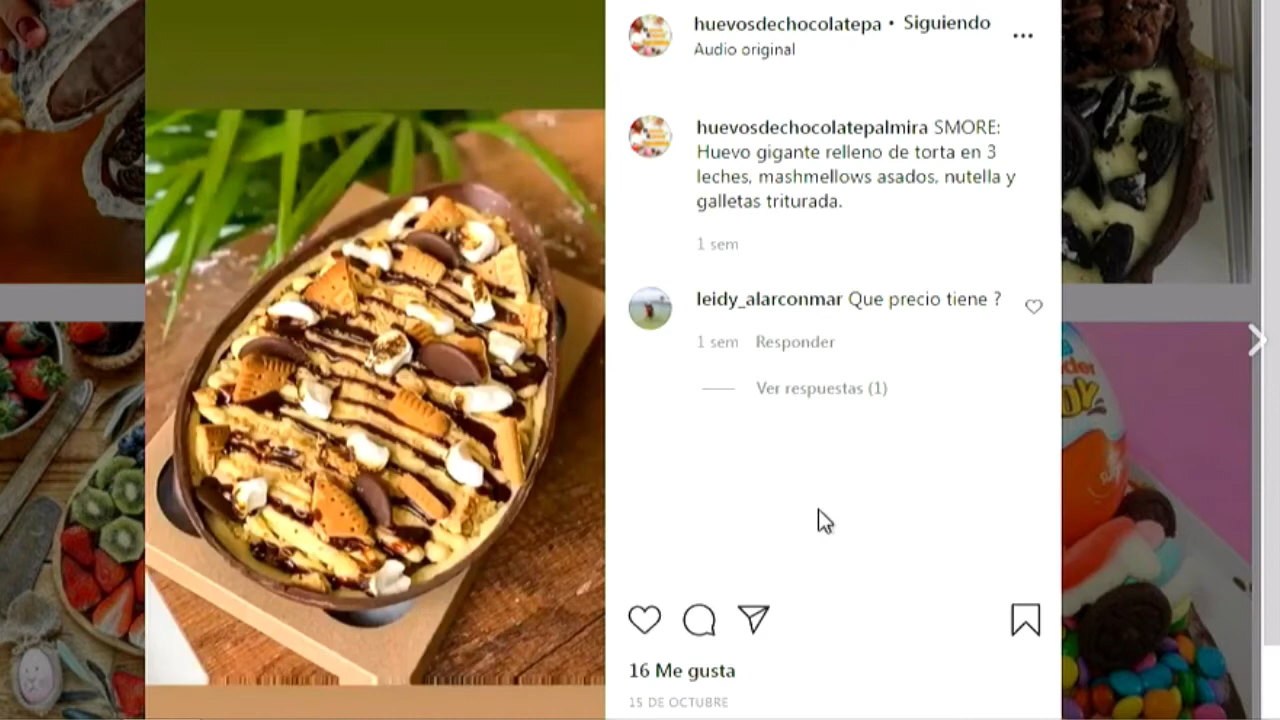 huevosdechocolatepa • Siguiendo
Audio original
huevosdechocolatepalmira SMORE:
Huevo gigante relleno de torta en 3
leches, mashmellows asados, nutella y
galletas triturada.
1 sem
leidy_alarconmar Que precio tiene ?
1 sem Responder
Ver respuestas (1)
16 Me gusta
15 DE OCTUBRE